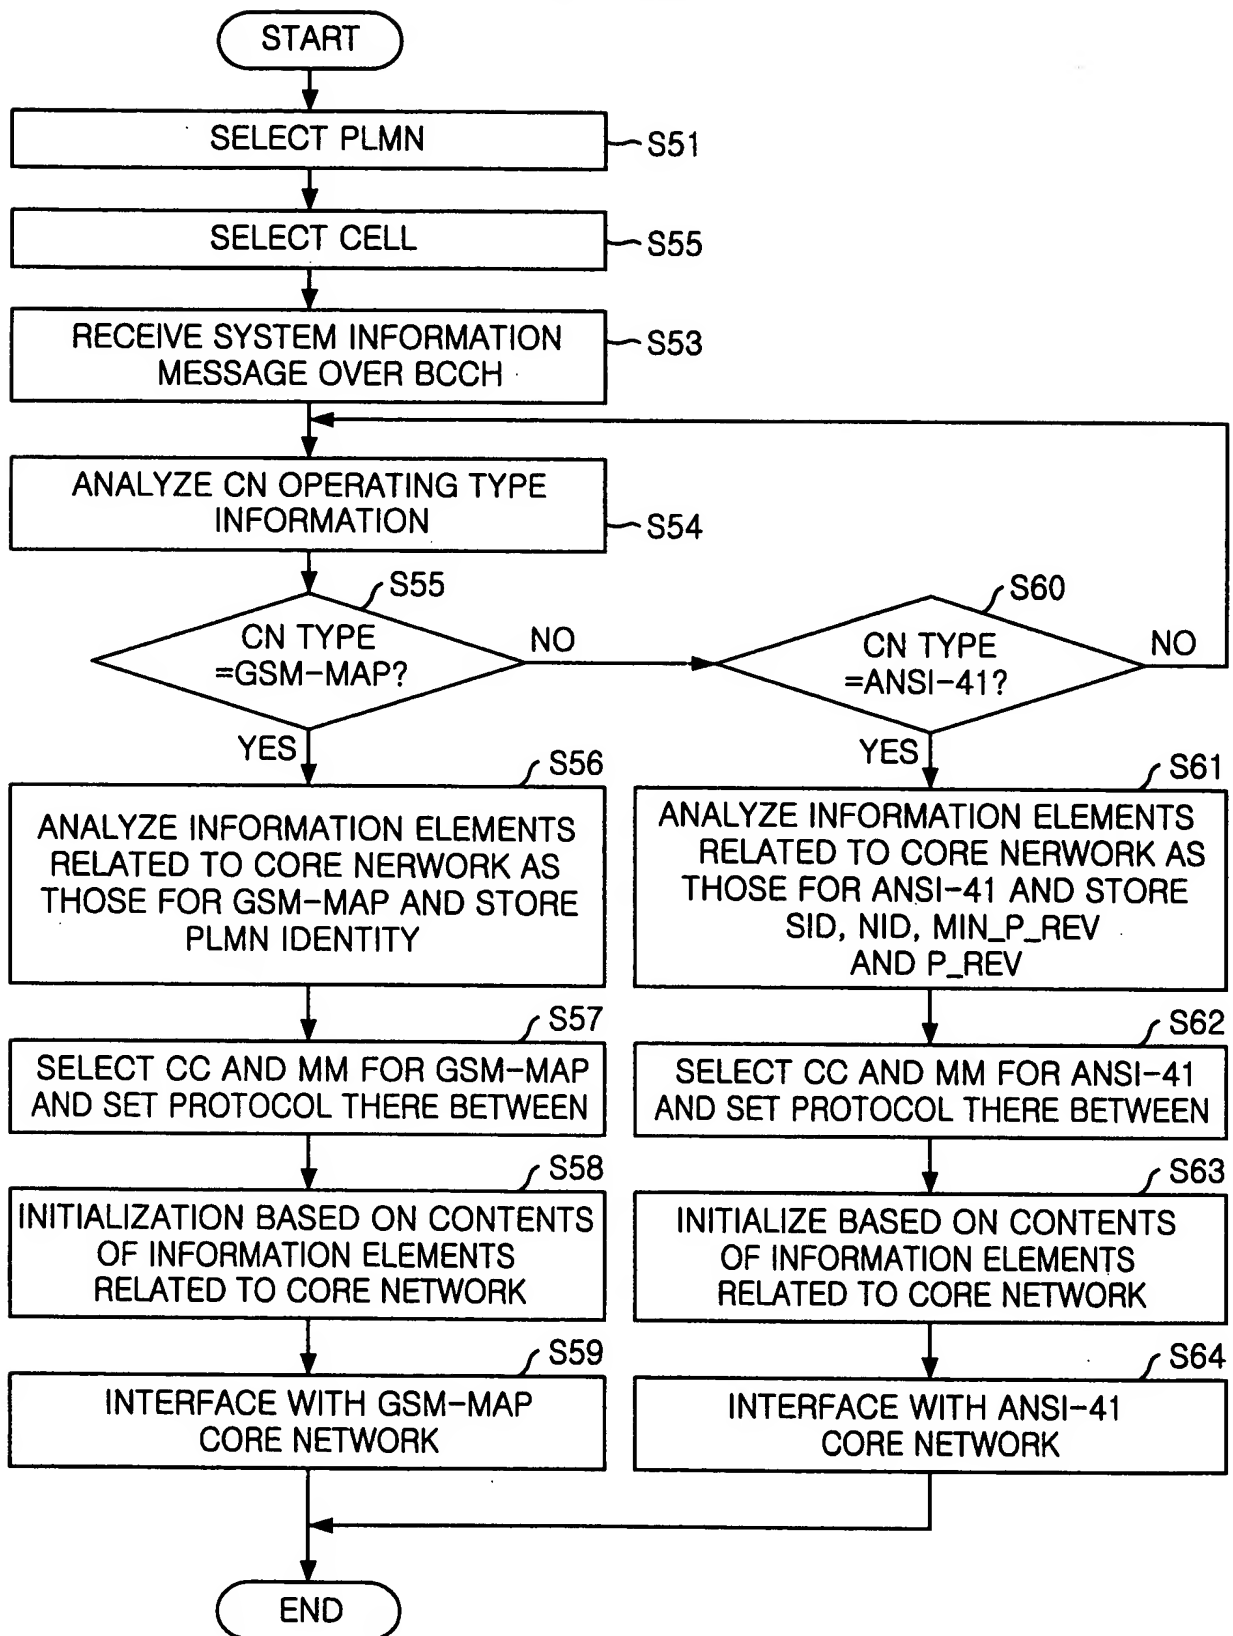 START
SELECT PLMN
S51
SELECT CELL
S55
RECEIVE SYSTEM INFORMATION
MESSAGE OVER BCCH
S53
ANALYZE CN OPERATING TYPE
INFORMATION
S54
S55
CN TYPE
=GSM-MAP?
NO
YES
S60
CN TYPE
=ANSI-41?
NO
YES
S56
ANALYZE INFORMATION ELEMENTS
RELATED TO CORE NERWORK AS
THOSE FOR GSM-MAP AND STORE
PLMN IDENTITY
S61
ANALYZE INFORMATION ELEMENTS
RELATED TO CORE NERWORK AS
THOSE FOR ANSI-41 AND STORE
SID, NID, MIN_P_REV
AND P_REV
S57
SELECT CC AND MM FOR GSM-MAP
AND SET PROTOCOL THERE BETWEEN
S62
SELECT CC AND MM FOR ANSI-41
AND SET PROTOCOL THERE BETWEEN
S58
INITIALIZATION BASED ON CONTENTS
OF INFORMATION ELEMENTS
RELATED TO CORE NETWORK
S63
INITIALIZE BASED ON CONTENTS
OF INFORMATION ELEMENTS
RELATED TO CORE NETWORK
S59
INTERFACE WITH GSM-MAP
CORE NETWORK
S64
INTERFACE WITH ANSI-41
CORE NETWORK
END